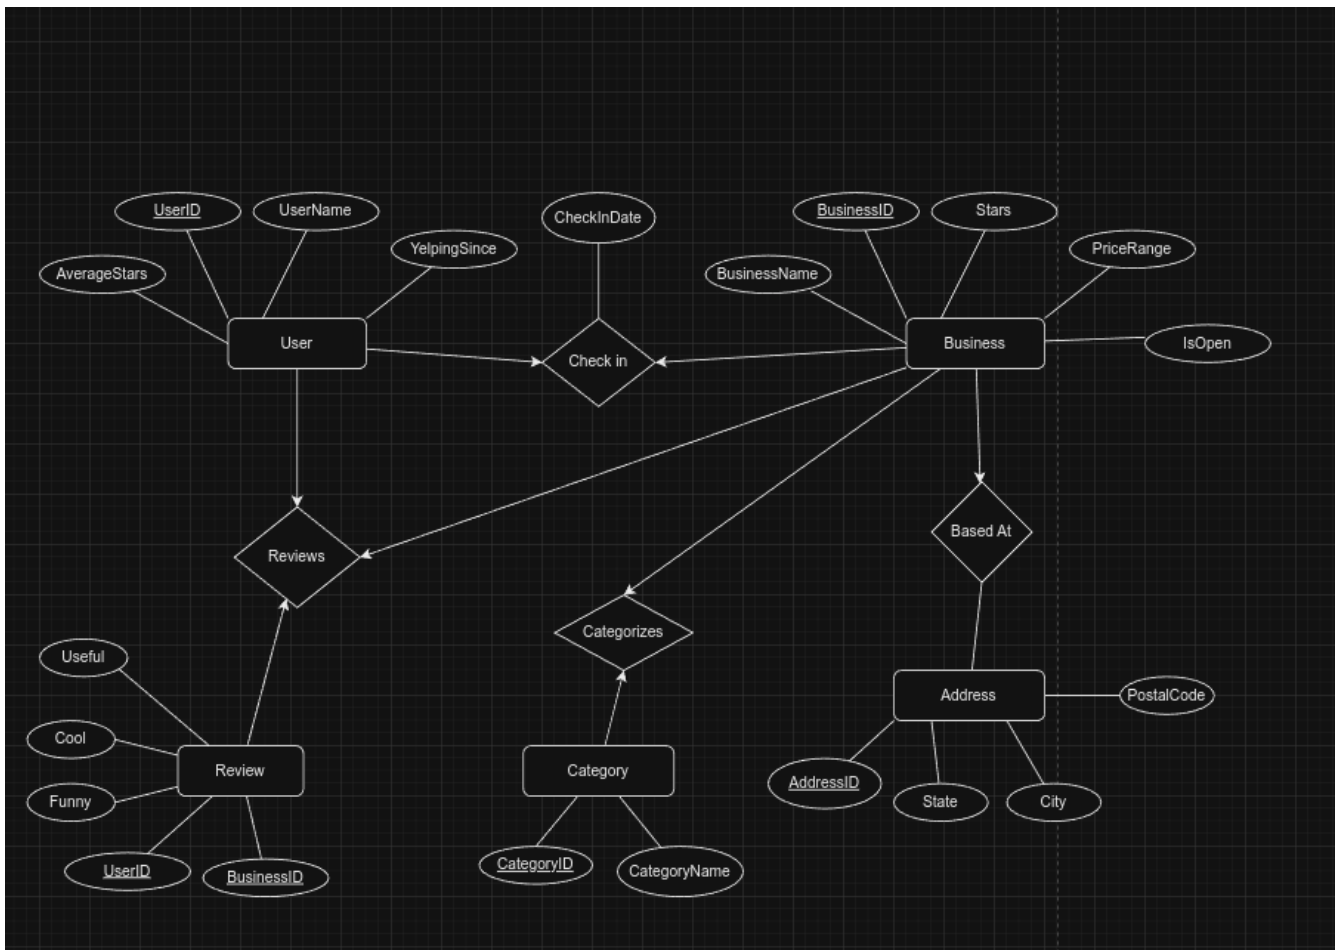 UserID
UserName
CheckInDate
BusinessID
Stars
AverageStars
YelpingSince
BusinessName
PriceRange
User
Check in
Business
IsOpen
Reviews
Based At
Categorizes
Useful
Cool
Funny
Review
UserID
BusinessID
Category
CategoryID
CategoryName
Address
PostalCode
AddressID
State
City